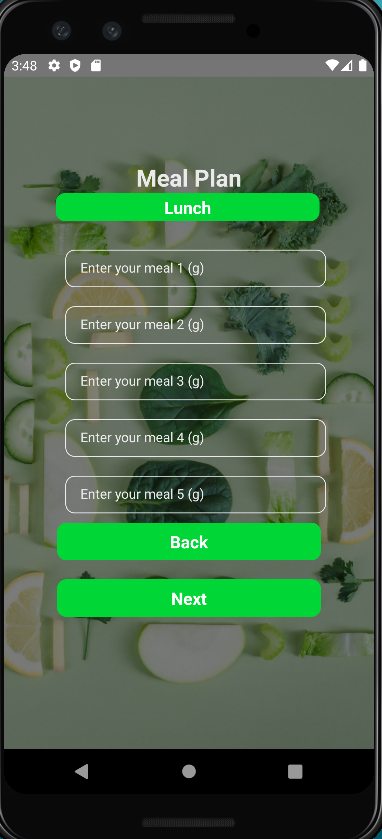 3:48
Meal Plan
Lunch
Enter your meal 1 (g)
Enter your meal 2 (g)
Enter your meal 3 (g)
Enter your meal 4 (g)
Enter your meal 5 (g)
Back
Next